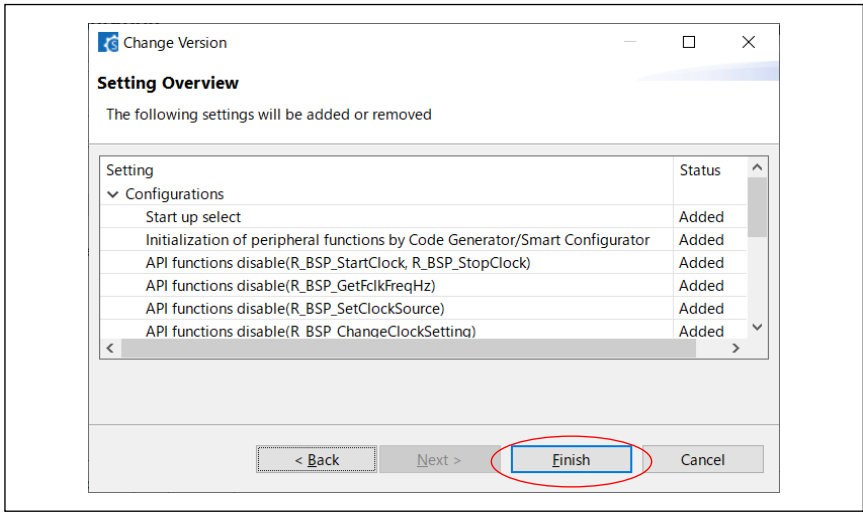 Change Version
Setting Overview
The following settings will be added or removed
Setting Status
Configurations
Start up select Added
Initialization of peripheral functions by Code Generator/Smart Configurator Added
API functions disable(R_BSP_StartClock, R_BSP_StopClock) Added
API functions disable(R_BSP_GetFclkFreqHz) Added
API functions disable(R_BSP_SetClockSource) Added
API functions disable(R_BSP_ChangeClockSetting) Added
< Back Next > Finish Cancel